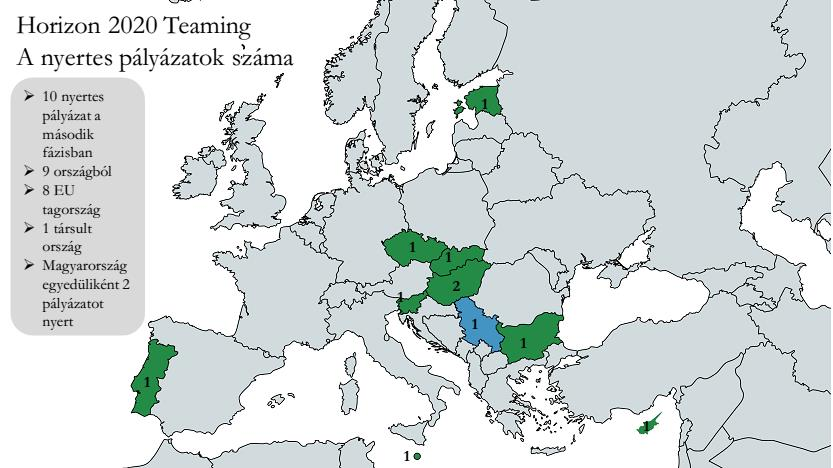 Horizon 2020 Teaming
A nyertes pályázatok száma
➢ 10 nyertes
pályázat a
második
fázisban
➢ 9 országból
➢ 8 EU
tagország
➢ 1 társult
ország
➢ Magyarország
egyedüliként 2
pályázatot
nyert
1
1
1
2
1
1
1
1
1
1